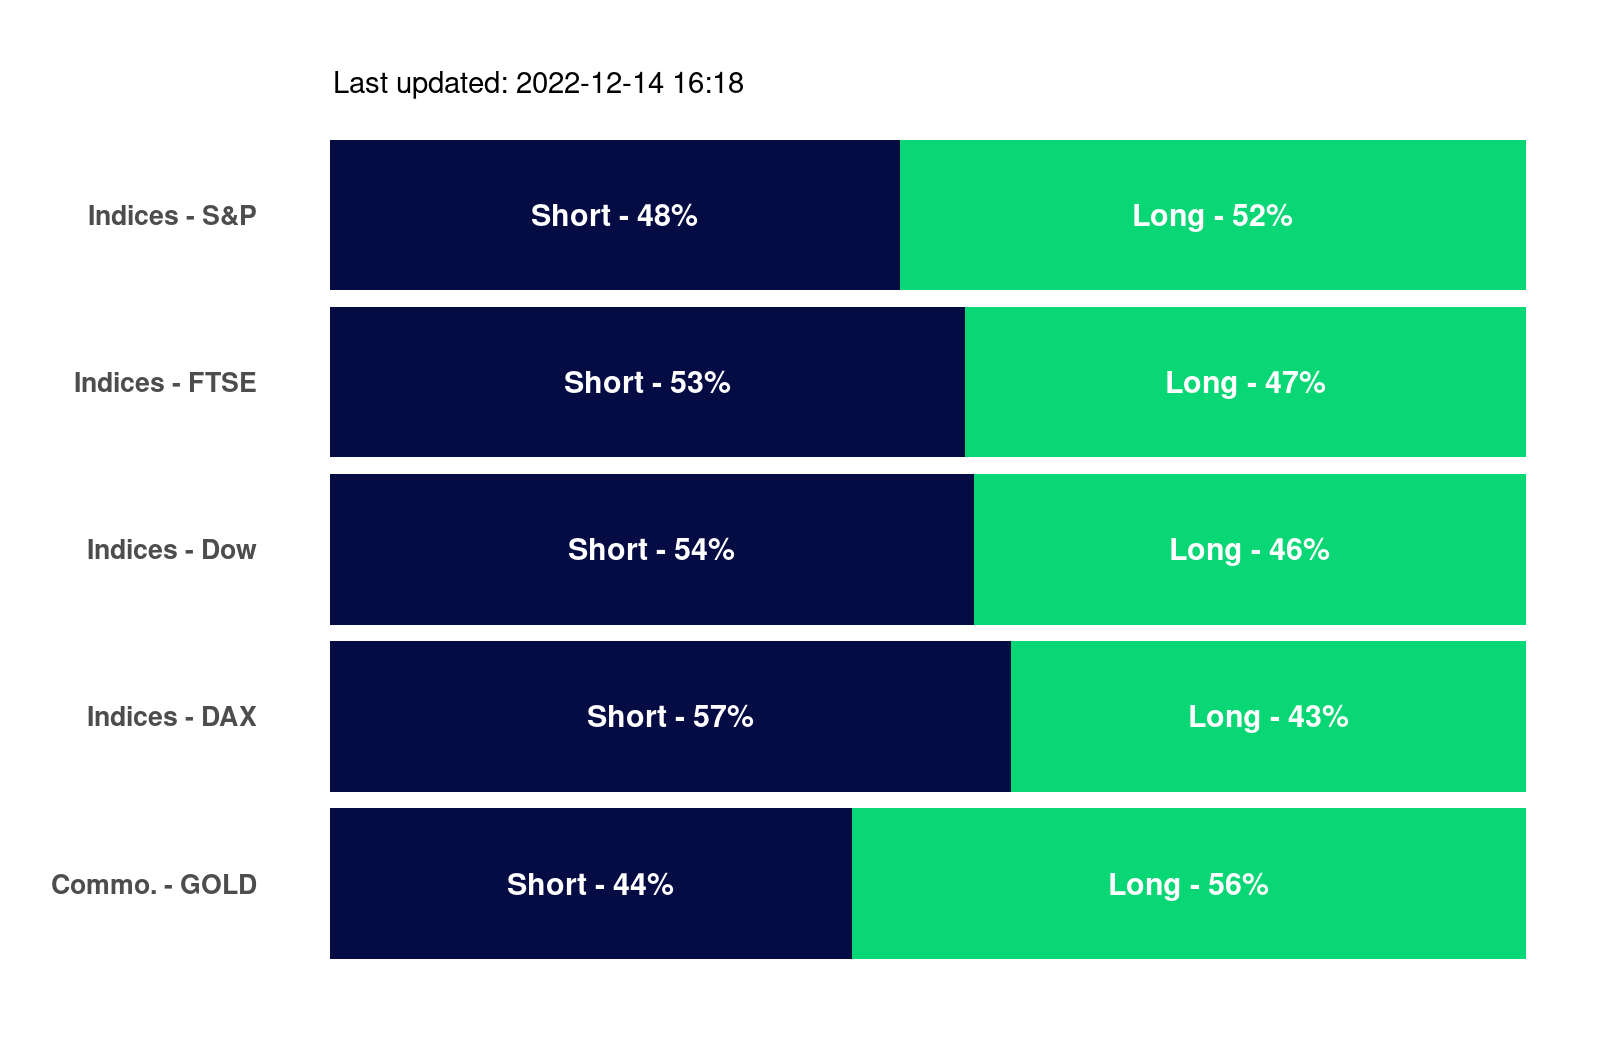 Last updated: 2022-12-14 16:18
Indices - S&P Short - 48% Long - 52%
Indices - FTSE Short - 53% Long - 47%
Indices - Dow Short - 54% Long - 46%
Indices - DAX Short - 57% Long - 43%
Commo. - GOLD Short - 44% Long - 56%